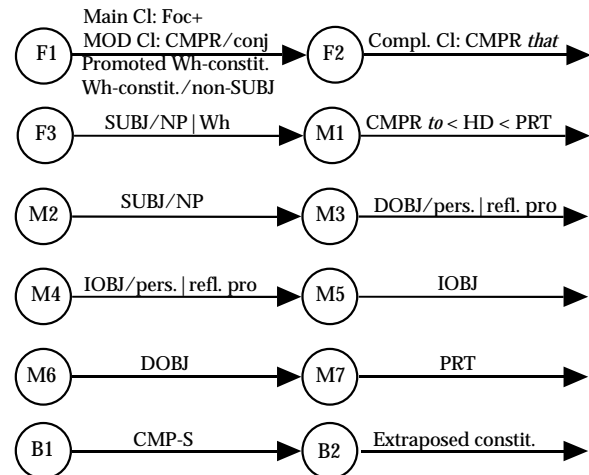 Main Cl: Foc+
F1 MOD Cl: CMPR/conj F2 Compl. Cl: CMPR that
Promoted Wh-constit.
Wh-constit./non-SUBJ
F3 SUBJ/NP|Wh M1 CMPR to < HD < PRT
M2 SUBJ/NP M3 DOBJ/pers.|refl. pro
M4 IOBJ/pers.|refl. pro M5 IOBJ
M6 DOBJ M7 PRT
B1 CMP-S B2 Extraposed constit.